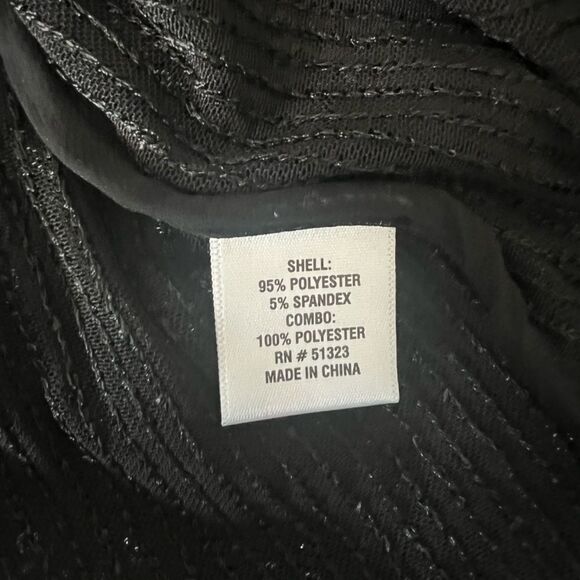 SHELL:
95% POLYESTER
5% SPANDEX
COMBO:
100% POLYESTER
RN # 51323
MADE IN CHINA